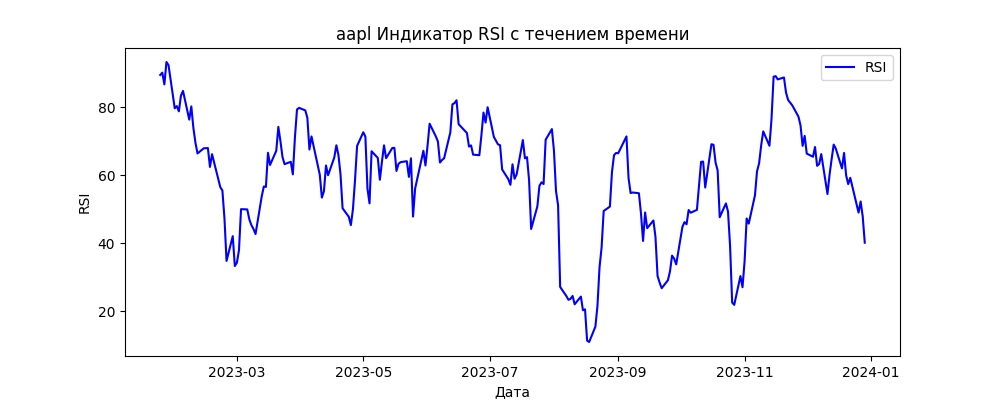 aapl Индикатор RSI с течением времени
RSI
RSI
80
60
40
20
2023-03
2023-05
2023-07
2023-09
2023-11
2024-01
Дата